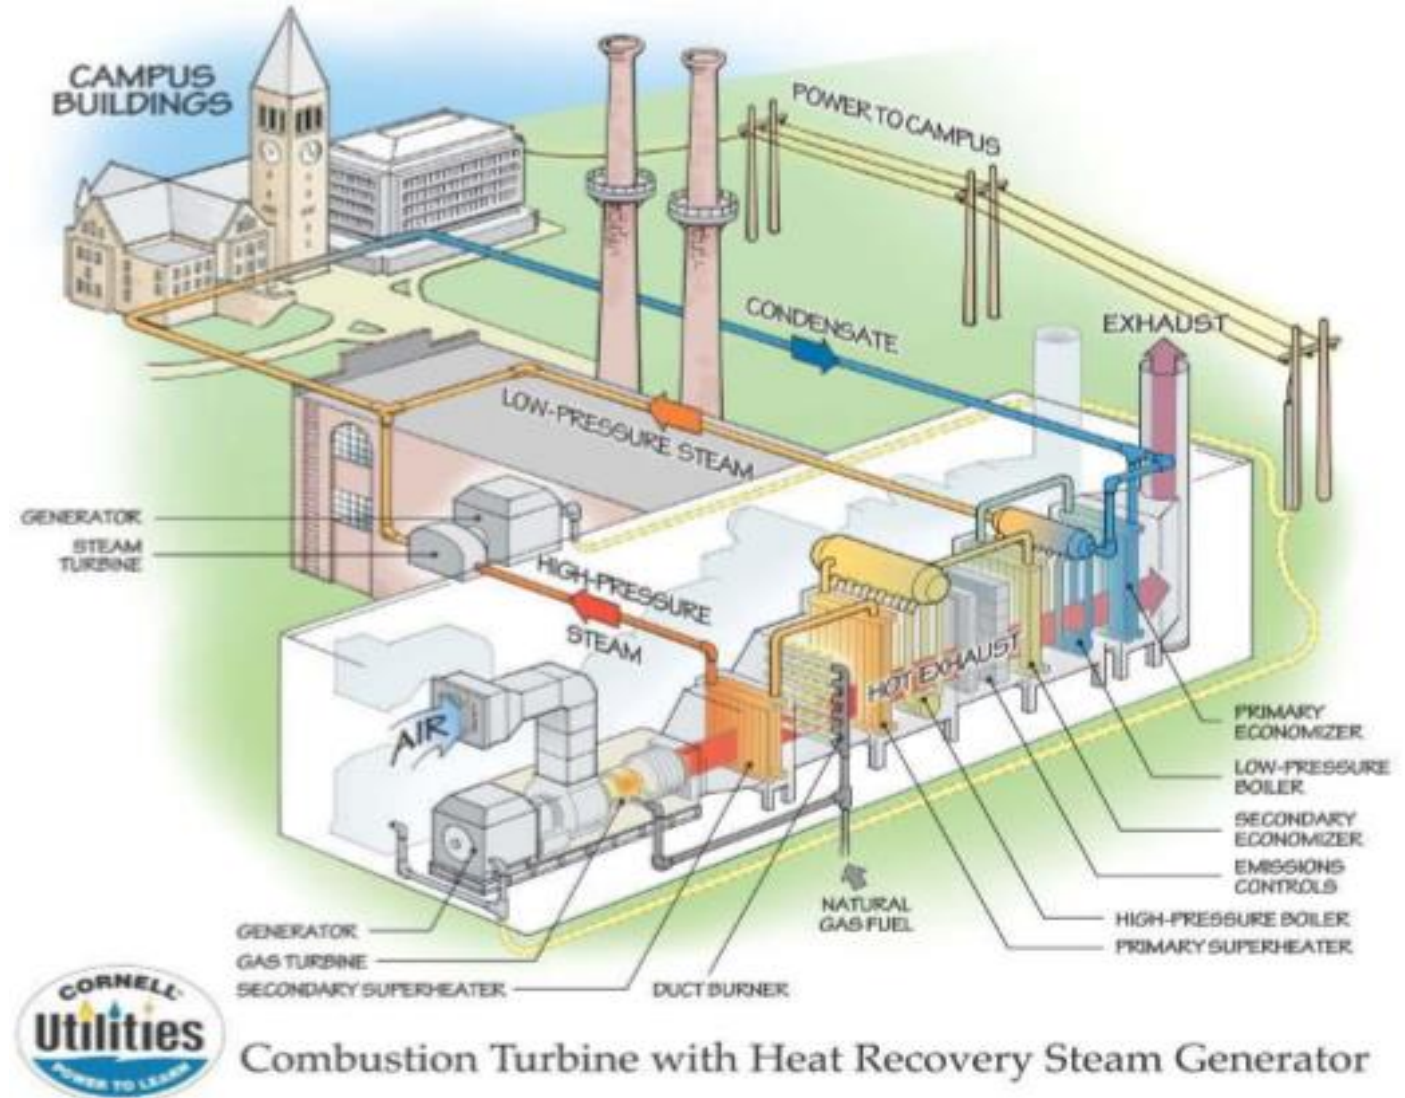 CAMPUS
BUILDINGS
POWER TO CAMPUS
CONDENSATE
EXHAUST
LOW-PRESSURE STEAM
GENERATOR
STEAM
TURBINE
HIGH-PRESSURE
STEAM
HOT EXHAUST
AIR
PRIMARY
ECONOMIZER
LOW-PRESSURE
BOILER
SECONDARY
ECONOMIZER
EMISSIONS
CONTROLS
HIGH-PRESSURE BOILER
PRIMARY SUPERHEATER
NATURAL
GAS FUEL
GENERATOR
GAS TURBINE
SECONDARY SUPERHEATER
DUCT BURNER
CORNELL
Utilities
POWER TO LEARN
Combustion Turbine with Heat Recovery Steam Generator